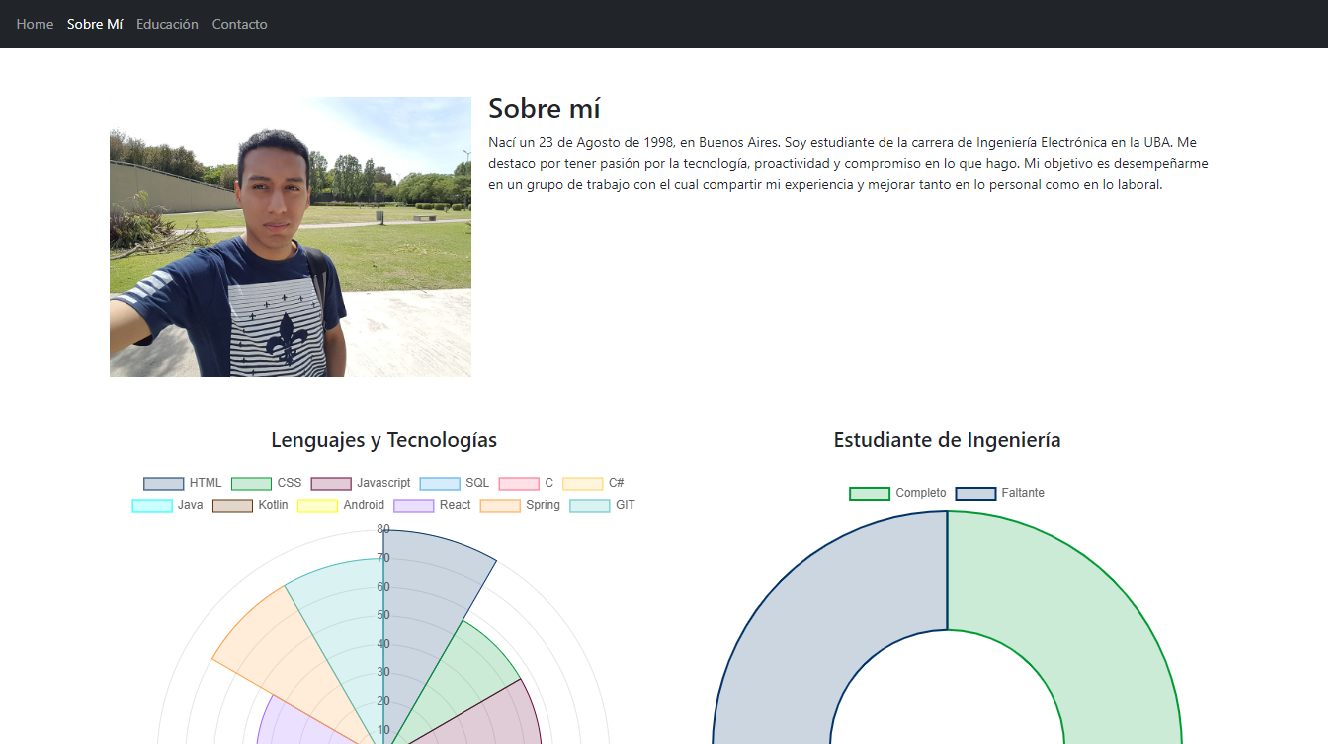 Home Sobre Mí Educación Contacto
Sobre mí
Nací un 23 de Agosto de 1998, en Buenos Aires. Soy estudiante de la carrera de Ingeniería Electrónica en la UBA. Me
destaco por tener pasión por la tecnología, proactividad y compromiso en lo que hago. Mi objetivo es desempeñarme
en un grupo de trabajo con el cual compartir mi experiencia y mejorar tanto en lo personal como en lo laboral.
Lenguajes y Tecnologías
HTML CSS Javascript SQL C C#
Java Kotlin Android React Spring GIT
80
70
60
50
40
30
20
10
Estudiante de Ingeniería
Completo Faltante